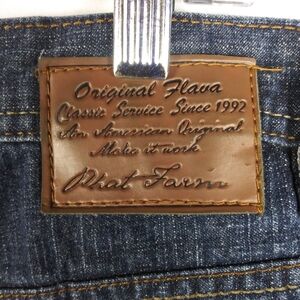 Original Flava
Classic Service Since 1992
An American Original
Make it work
Phat Farm